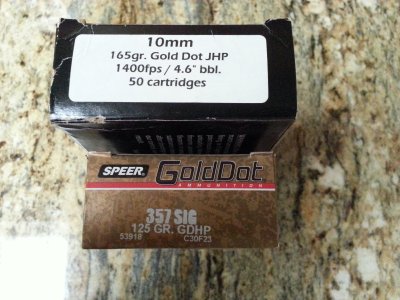 10mm
165gr. Gold Dot JHP
1400fps / 4.6" bbl.
50 cartridges
SPEER GoldDot
AMMUNITION
357 SIG
125 GR. GDHP
53918 C30F23